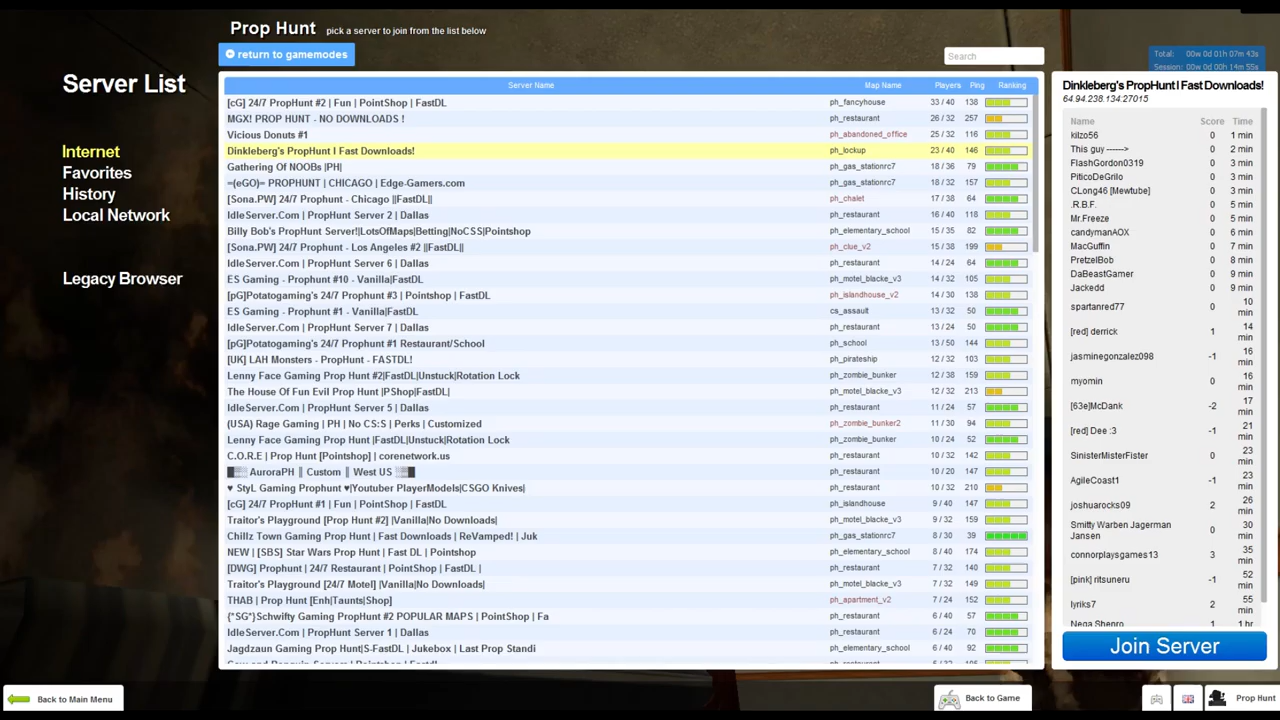 Prop Hunt pick a server to join from the list below
return to gamemodes
Search
Total: 00w 0d 01h 07m 43s
Session: 00w 0d 00h 14m 55s
Server List
Internet
Favorites
History
Local Network
Legacy Browser
Server Name Map Name Players Ping Ranking
[cG] 24/7 PropHunt #2 | Fun | PointShop | FastDL ph_fancyhouse 33 / 40 138
MGX! PROP HUNT - NO DOWNLOADS ! ph_restaurant 26 / 32 257
Vicious Donuts #1 ph_abandoned_office 25 / 32 116
Dinkleberg's PropHunt l Fast Downloads! ph_lockup 23 / 40 146
Gathering Of N00Bs |PH| ph_gas_stationrc7 18 / 36 79
=(eGO)= PROPHUNT | CHICAGO | Edge-Gamers.com ph_gas_stationrc7 18 / 32 157
[Sona.PW] 24/7 Prophunt - Chicago ||FastDL|| ph_chalet 17 / 38 64
IdleServer.Com | PropHunt Server 2 | Dallas ph_restaurant 16 / 40 118
Billy Bob's PropHunt Server!|LotsOfMaps|Betting|NoCSS|Pointshop ph_elementary_school 15 / 35 82
[Sona.PW] 24/7 Prophunt - Los Angeles #2 ||FastDL|| ph_clue_v2 15 / 38 199
IdleServer.Com | PropHunt Server 6 | Dallas ph_restaurant 14 / 24 64
ES Gaming - Prophunt #10 - Vanilla|FastDL ph_motel_blacke_v3 14 / 32 105
[pG]Potatogaming's 24/7 Prophunt #3 | Pointshop | FastDL ph_islandhouse_v2 14 / 30 138
ES Gaming - Prophunt #1 - Vanilla|FastDL cs_assault 13 / 32 50
IdleServer.Com | PropHunt Server 7 | Dallas ph_restaurant 13 / 24 50
[pG]Potatogaming's 24/7 Prophunt #1 Restaurant/School ph_school 13 / 50 144
[UK] LAH Monsters - PropHunt - FASTDL! ph_pirateship 12 / 32 103
Lenny Face Gaming Prop Hunt #2|FastDL|Unstuck|Rotation Lock ph_zombie_bunker 12 / 38 159
The House Of Fun Evil Prop Hunt |PShop|FastDL| ph_motel_blacke_v3 12 / 32 213
IdleServer.Com | PropHunt Server 5 | Dallas ph_restaurant 11 / 24 57
(USA) Rage Gaming | PH | No CS:S | Perks | Customized ph_zombie_bunker2 11 / 30 94
Lenny Face Gaming Prop Hunt |FastDL|Unstuck|Rotation Lock ph_zombie_bunker 10 / 24 52
C.O.R.E | Prop Hunt [Pointshop] | corenetwork.us ph_restaurant 10 / 32 142
█▓▒░ AuroraPH ║ Custom ║ West US ░▒▓█ ph_restaurant 10 / 20 147
♥ StyL Gaming Prophunt ♥|Youtuber PlayerModels|CSGO Knives| ph_restaurant 10 / 32 210
[cG] 24/7 PropHunt #1 | Fun | PointShop | FastDL ph_islandhouse 9 / 40 147
Traitor's Playground [Prop Hunt #2] |Vanilla|No Downloads| ph_motel_blacke_v3 9 / 32 159
Chillz Town Gaming Prop Hunt | Fast Downloads | ReVamped! | Juk ph_gas_stationrc7 8 / 30 39
NEW | [SBS] Star Wars Prop Hunt | Fast DL | Pointshop ph_elementary_school 8 / 40 174
[DWG] Prophunt | 24/7 Restaurant | PointShop | FastDL | ph_restaurant 7 / 32 140
Traitor's Playground [24/7 Motel] |Vanilla|No Downloads| ph_motel_blacke_v3 7 / 32 149
THAB | Prop Hunt [Enh|Taunts|Shop] ph_apartment_v2 7 / 24 152
{*SG*}Schwifty Gaming PropHunt #2 POPULAR MAPS | PointShop | Fa ph_restaurant 6 / 40 57
IdleServer.Com | PropHunt Server 1 | Dallas ph_restaurant 6 / 24 70
Jagdzaun Gaming PropHunt|S-FastDL | Jukebox | Last Prop Standi ph_elementary_school 6 / 40 92
Dinkleberg's PropHunt l Fast Downloads!
64.94.238.134:27015
Name Score Time
kilzo56 0 1 min
This guy ------> 0 2 min
FlashGordon0319 0 3 min
PiticoDeGrilo 0 3 min
CLong46 [Mewtube] 0 3 min
.R.B.F. 0 5 min
Mr.Freeze 0 5 min
candymanAOX 0 6 min
MacGuffin 0 6 min
PretzelBob 0 8 min
DaBeastGamer 0 9 min
Jackedd 0 9 min
spartanred77 0 10 min
[red] derrick 1 14 min
jasminegonzalez098 -1 16 min
myomin 0 16 min
[63e]McDank -2 17 min
[red] Dee :3 -1 21 min
SinisterMisterFister 0 23 min
AgileCoast1 -1 23 min
joshuarocks09 2 26 min
Smitty Warben Jagerman Jansen 0 30 min
connorplaysgames13 3 35 min
[pink] ritsuneru -1 52 min
lyriks7 2 55 min
Nega Shenro 1 1 hr
Join Server
Back to Main Menu
Back to Game
Prop Hunt